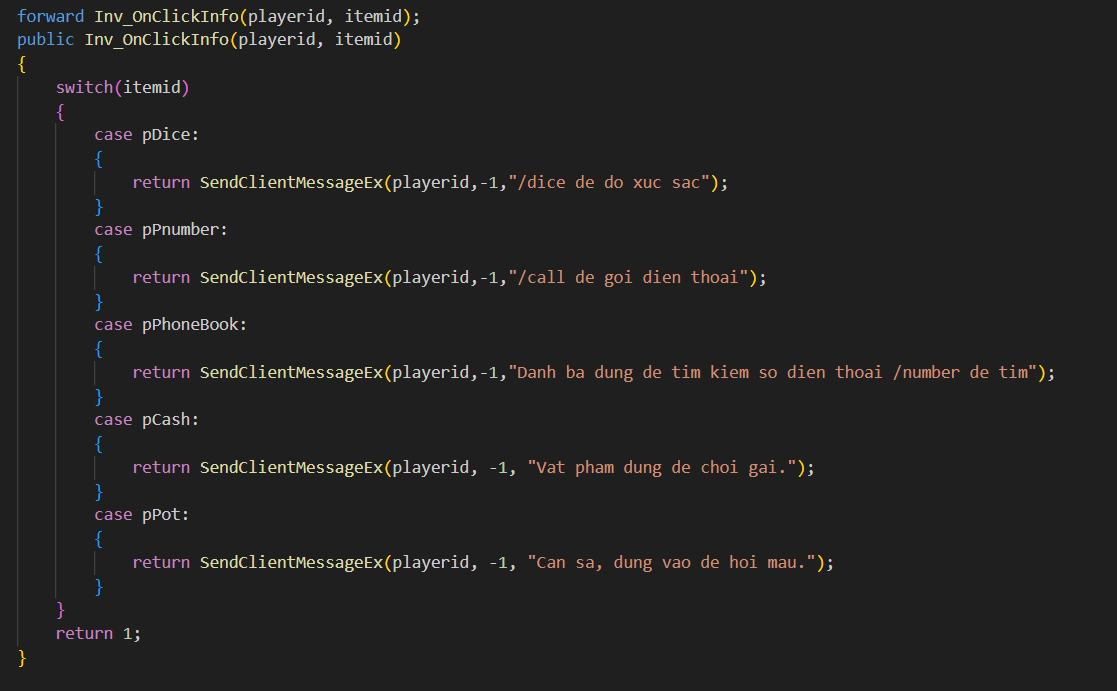 forward Inv_OnClickInfo(playerid, itemid);
public Inv_OnClickInfo(playerid, itemid)
{
    switch(itemid)
    {
        case pDice:
        {
            return SendClientMessageEx(playerid,-1,"/dice de do xuc sac");
        }
        case pPnumber:
        {
            return SendClientMessageEx(playerid,-1,"/call de goi dien thoai");
        }
        case pPhoneBook:
        {
            return SendClientMessageEx(playerid,-1,"Danh ba dung de tim kiem so dien thoai /number de tim");
        }
        case pCash:
        {
            return SendClientMessageEx(playerid, -1, "Vat pham dung de choi gai.");
        }
        case pPot:
        {
            return SendClientMessageEx(playerid, -1, "Can sa, dung vao de hoi mau.");
        }
    }
    return 1;
}